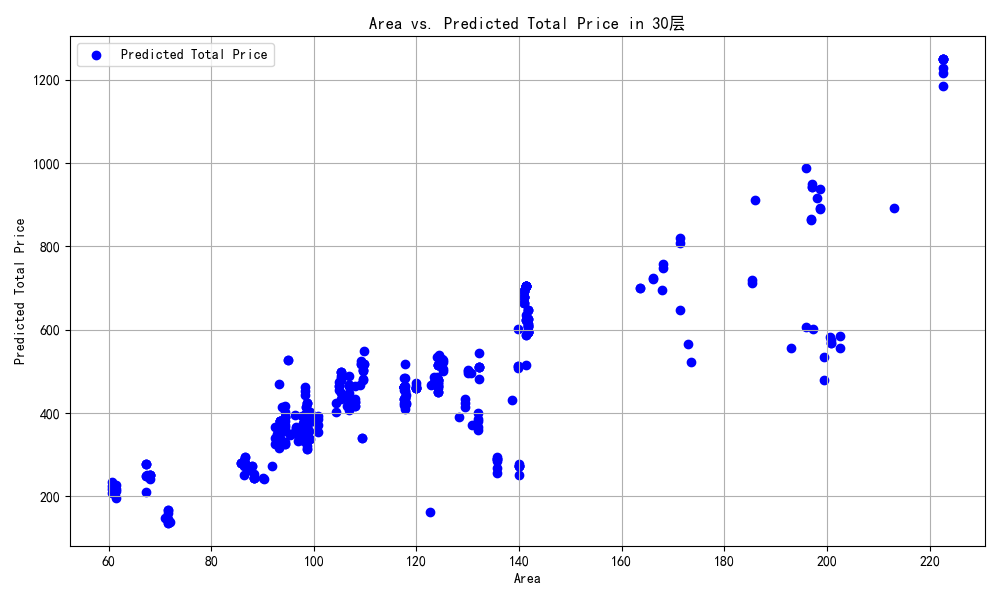 Area vs. Predicted Total Price in 30层
Predicted Total Price
1200
1000
800
600
400
200
Predicted Total Price
60 80 100 120 140 160 180 200 220
Area